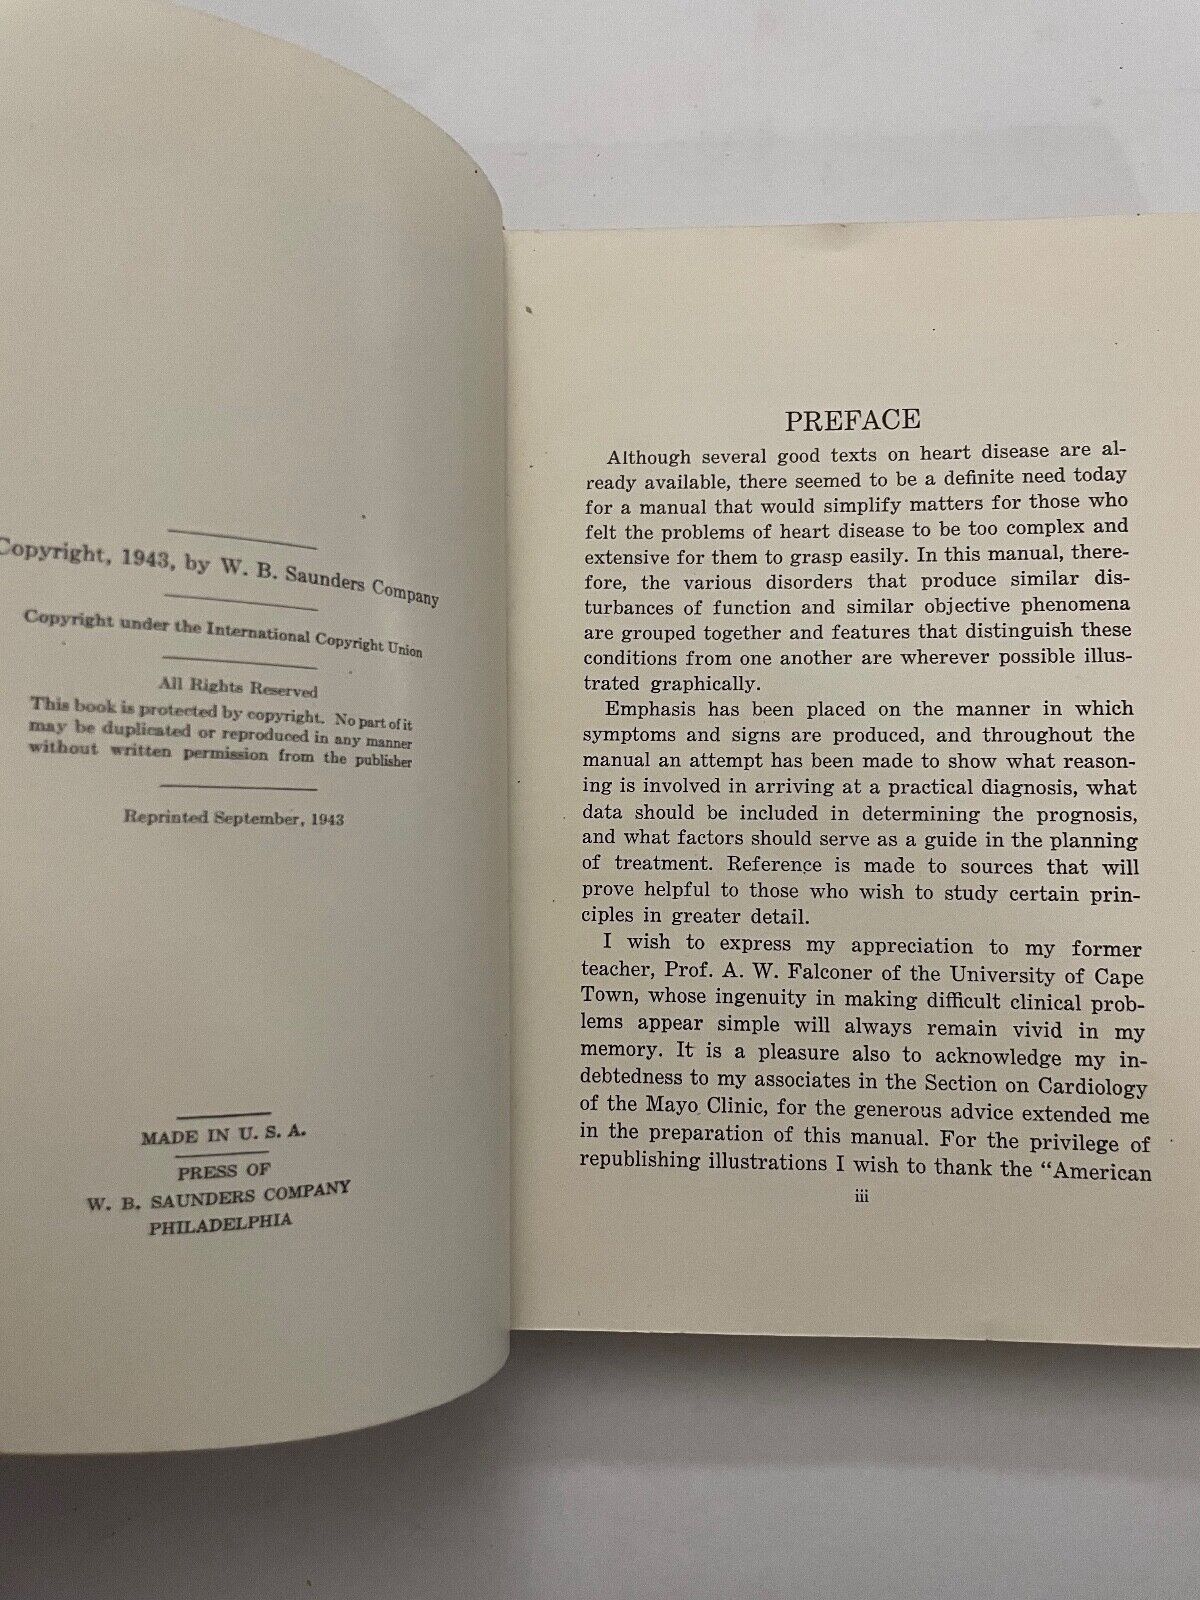 Copyright, 1943, by W. B. Saunders Company
Copyright under the International Copyright Union
All Rights Reserved
This book is protected by copyright. No part of it
may be duplicated or reproduced in any manner
without written permission from the publisher
Reprinted September, 1943
MADE IN U. S. A.
PRESS OF
W. B. SAUNDERS COMPANY
PHILADELPHIA
PREFACE
Although several good texts on heart disease are al-
ready available, there seemed to be a definite need today
for a manual that would simplify matters for those who
felt the problems of heart disease to be too complex and
extensive for them to grasp easily. In this manual, there-
fore, the various disorders that produce similar dis-
turbances of function and similar objective phenomena
are grouped together and features that distinguish these
conditions from one another are wherever possible illus-
trated graphically.
Emphasis has been placed on the manner in which
symptoms and signs are produced, and throughout the
manual an attempt has been made to show what reason-
ing is involved in arriving at a practical diagnosis, what
data should be included in determining the prognosis,
and what factors should serve as a guide in the planning
of treatment. Reference is made to sources that will
prove helpful to those who wish to study certain prin-
ciples in greater detail.
I wish to express my appreciation to my former
teacher, Prof. A. W. Falconer of the University of Cape
Town, whose ingenuity in making difficult clinical prob-
lems appear simple will always remain vivid in my
memory. It is a pleasure also to acknowledge my in-
debtedness to my associates in the Section on Cardiology
of the Mayo Clinic, for the generous advice extended me
in the preparation of this manual. For the privilege of
republishing illustrations I wish to thank the “American
iii